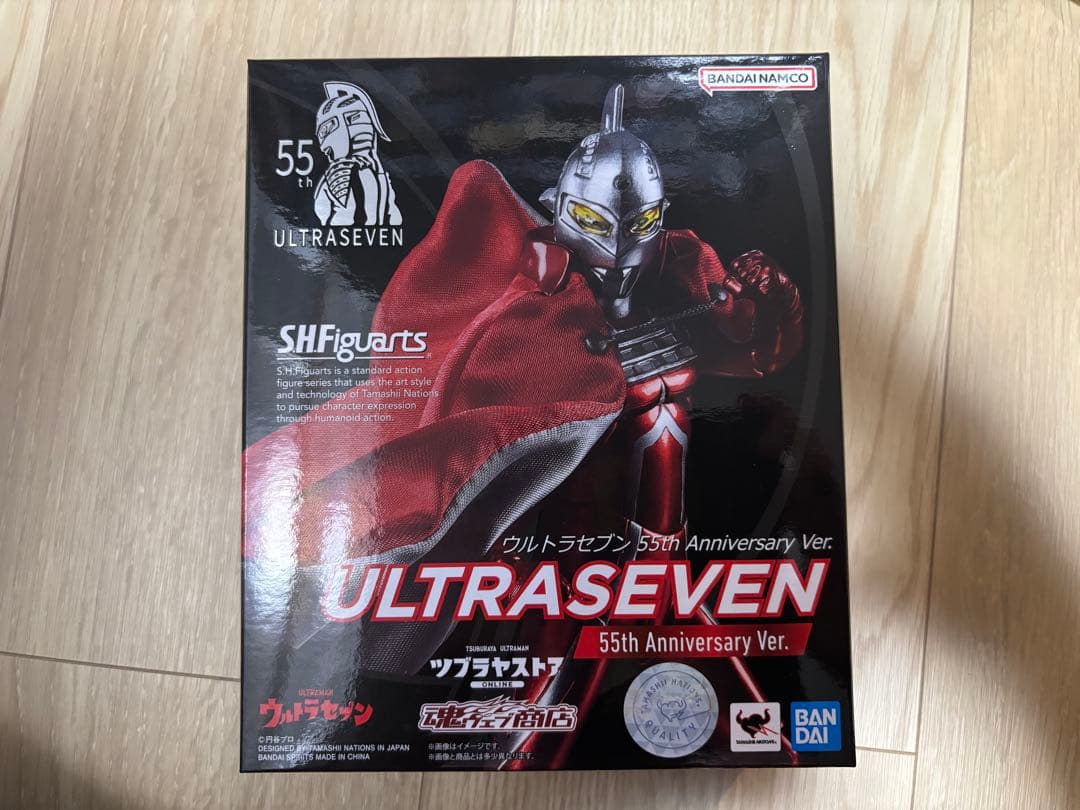 BANDAI NAMCO
55
th
ULTRASEVEN
S.H.Figuarts
S.H.Figuarts is a standard action
figure series that uses the art style
and technology of Tamashii Nations
to pursue character expression
through humanoid action.
ウルトラセブン 55th Anniversary Ver.
ULTRASEVEN
55th Anniversary Ver.
TSUBURAYA ULTRAMAN
ツブラヤストア
ONLINE
ULTRAMAN
ウルトラセブン
魂ウェブ商店
TAMASHII NATIONS
QUALITY
TAMASHII NATIONS
BAN
DAI
©円谷プロ
DESIGNED BY TAMASHII NATIONS IN JAPAN
BANDAI SPIRITS MADE IN CHINA
※画像はイメージです。
※画像と商品とは多少異なります。